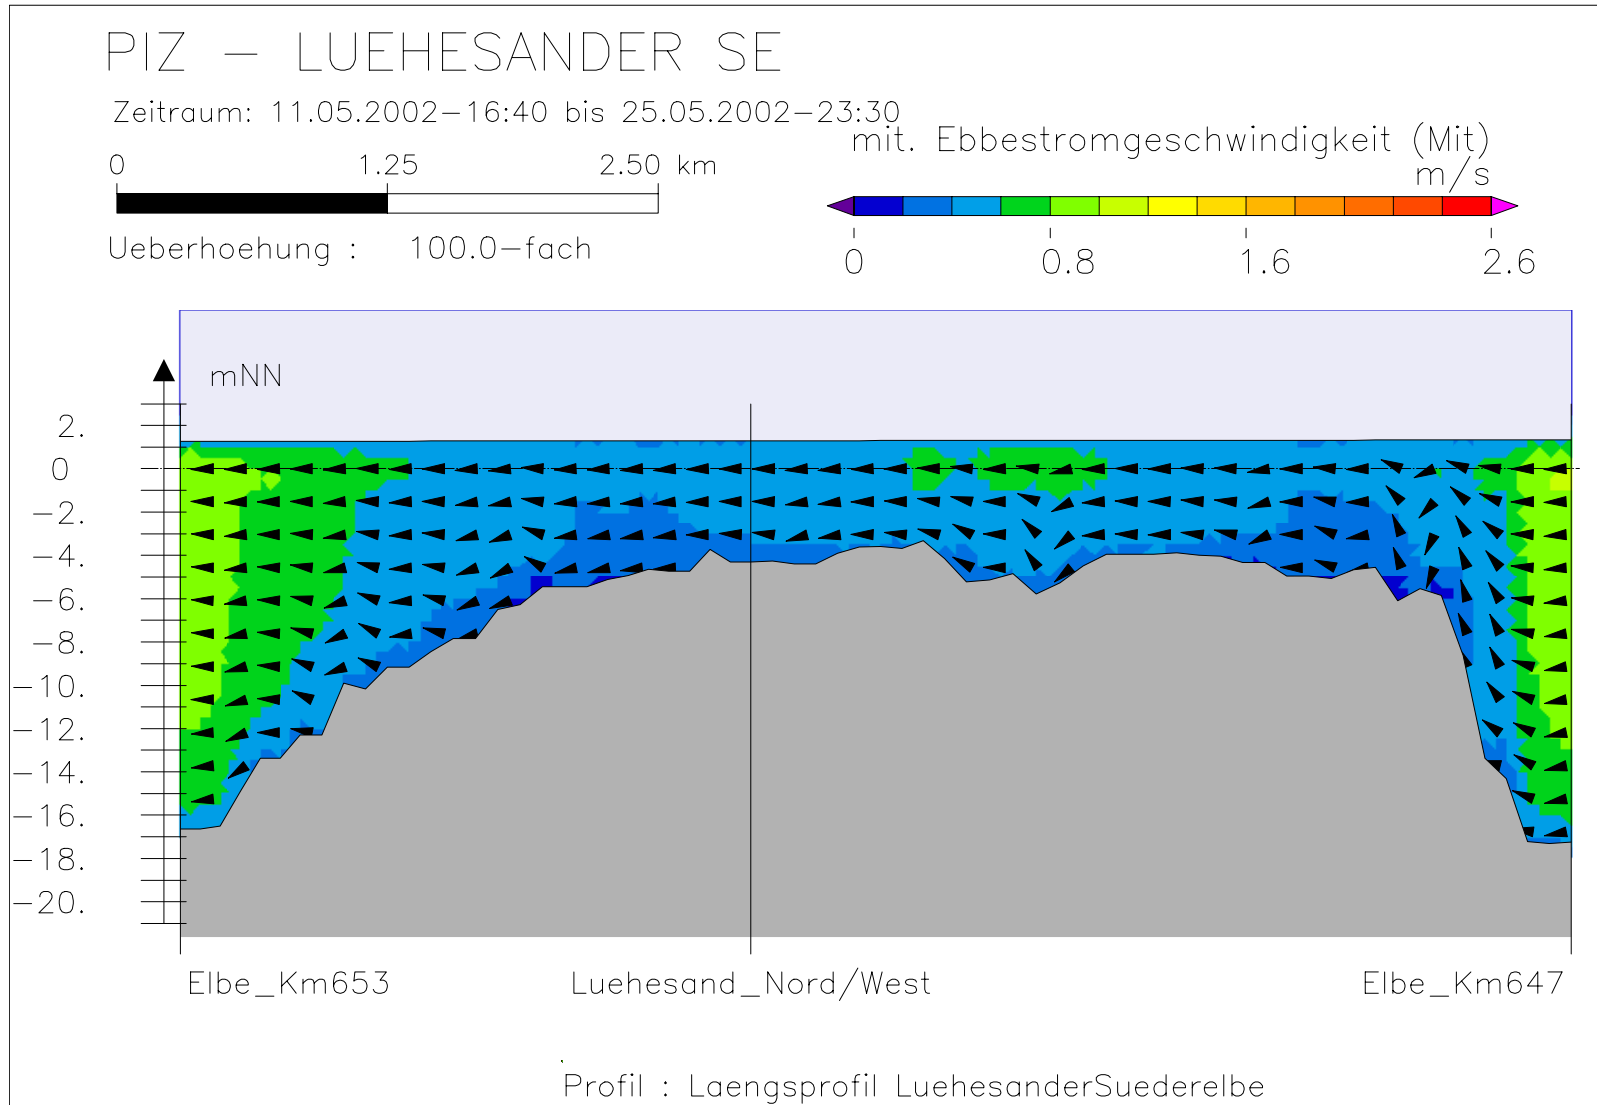 PIZ – LUEHESANDER SE
Zeitraum: 11.05.2002–16:40 bis 25.05.2002–23:30
mit. Ebbestromgeschwindigkeit (Mit)
m/s
0 1.25 2.50 km
Ueberhoehung : 100.0–fach
0 0.8 1.6 2.6
mNN
2.
0
–2.
–4.
–6.
–8.
–10.
–12.
–14.
–16.
–18.
–20.
Elbe_Km653 Luehesand_Nord/West Elbe_Km647
Profil : Laengsprofil LuehesanderSuederelbe